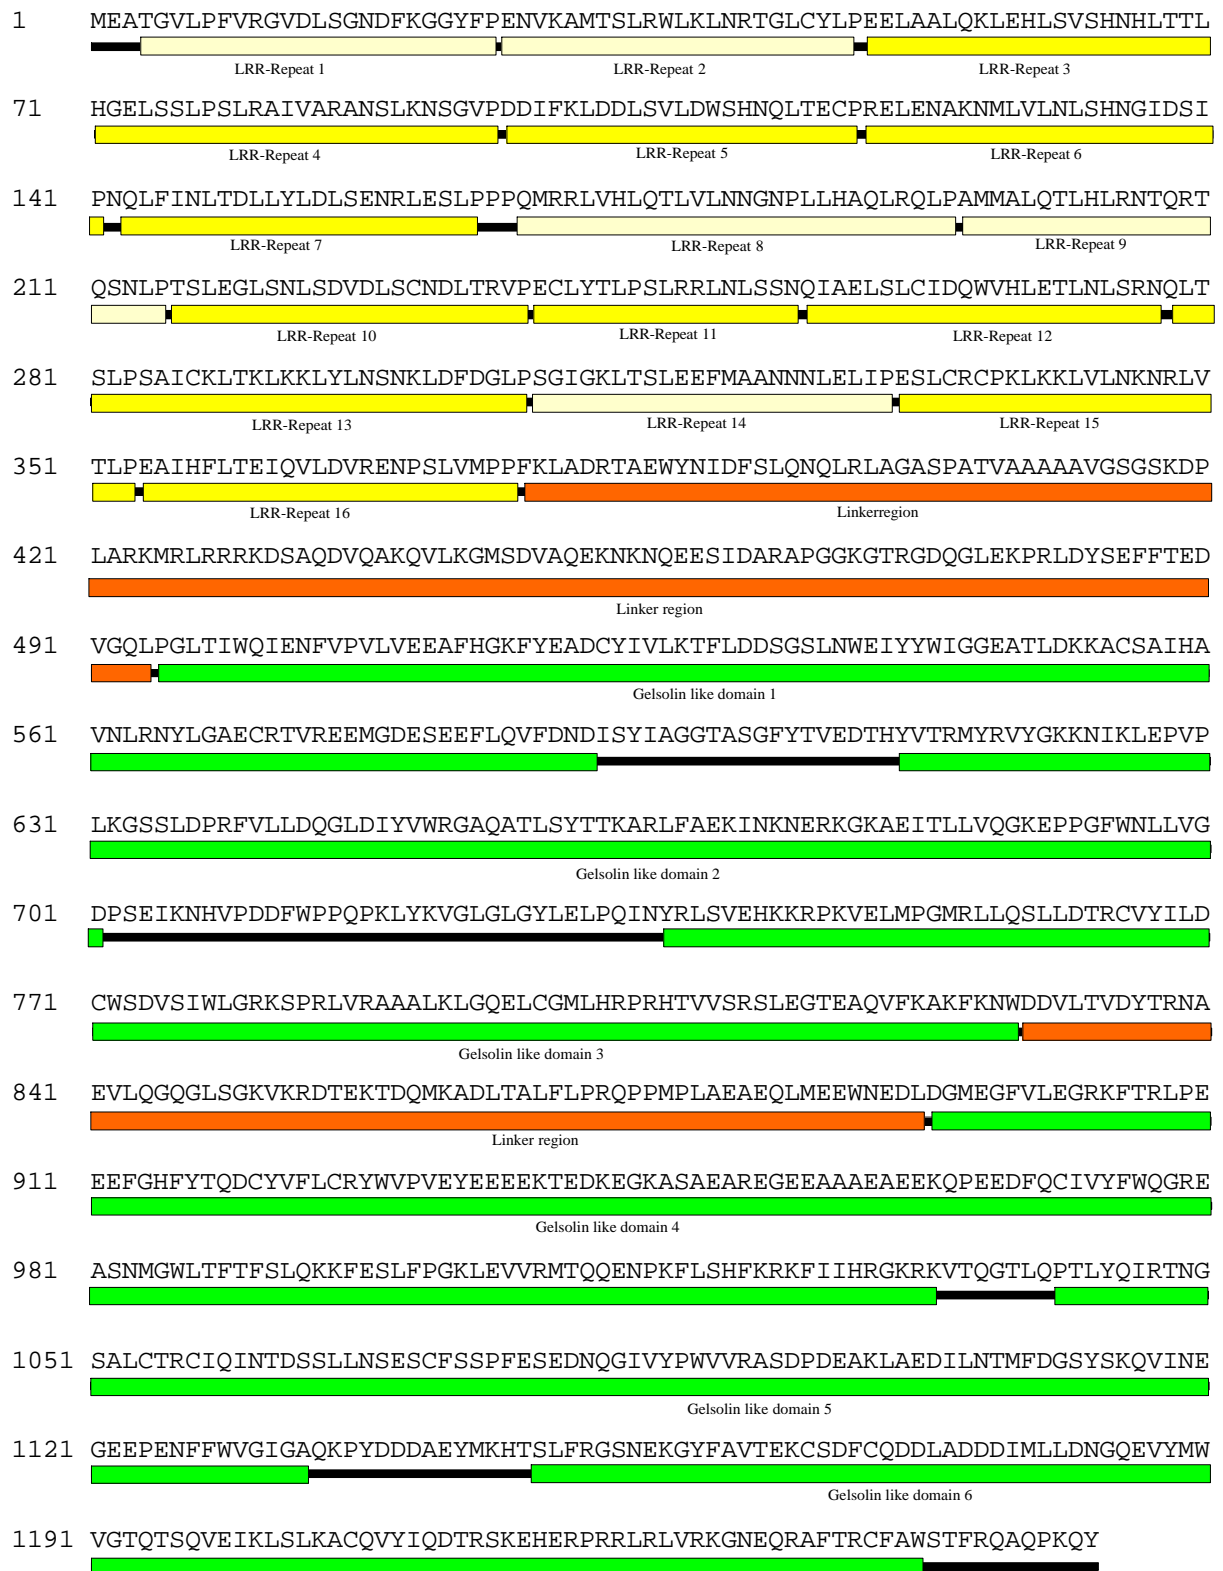 1 MEATGVLPFVRGVDLSGNDFKGGYFPENVKAMTSLRWLKLNRTGLCYLPEELAALQKLEHLSVSHNHLTTL
LRR-Repeat 1 LRR-Repeat 2 LRR-Repeat 3
71 HGELSSLPSLRAIVARANSLKNSGVPDDIFKLDDLSVLDWSHNQLTECPRELENAKNMLVLNLSHNGIDSI
LRR-Repeat 4 LRR-Repeat 5 LRR-Repeat 6
141 PNQLFINLTDLLYLDLSENRLESLPPPQMRRLVHLQTLVLNNGNPLLHAQLRQLPAMMALQTLHLRNTQRT
LRR-Repeat 7 LRR-Repeat 8 LRR-Repeat 9
211 QSNLPTSLEGLSNLSDVDLSCNDLTRVPECLYTLPSLRRLNLSSNQIAELSLCIDQWVHLETLNLSRNQLT
LRR-Repeat 10 LRR-Repeat 11 LRR-Repeat 12
281 SLPSAICKLTKLKKLYLNSNKLDFDGLPSGIGKLTSLEEFMAANNNLELIPESLCRCPKLKKLVLNKNRLV
LRR-Repeat 13 LRR-Repeat 14 LRR-Repeat 15
351 TLPEAIHFLTEIQVLDVRENPSLVMPPFKLADRTAEWYNIDFSLQNQLRLAGASPATVAAAAAVGSGSKDP
LRR-Repeat 16 Linkerregion
421 LARKMRLRRRKDSAQDVQAKQVLKGMSDVAQEKNKNQEESIDARAPGGKGTRGDQGLEKPRLDYSEFFTED
Linker region
491 VGQLPGLTIWQIENFVPVLVEEAFHGKFYEADCYIVLKTFLDDSGSLNWEIYYWIGGEATLDKKACSAIHA
Gelsolin like domain 1
561 VNLRNYLGAECRTVREEMGDESEEFLQVFDNDISYIAGGTASGFYTVEDTHYVTRMYRVYGKKNIKLEPVP
631 LKGSSLDPRFVLLLDQGLDIYVWRGAQATLSYTTKARLFAEKINKNERKGKAEITLLVQGKEPPGFWNLLVG
Gelsolin like domain 2
701 DPSEIKNHVPDDFWPPQPKLYKVGLGLGYLELPQINYRLSVEHKKRPKVELMPGMRLLQSLLDTRCVYILD
771 CWSDVSIWLGRKSPRLVRAAALKLGQELCGMLHRPRHTVVSRSLEGTEAQVFKAKFKNWDDVLTVDYTRNA
Gelsolin like domain 3
841 EVLQGQGLSGKVKRDTEKTDQMKADLTALFLPRQPPMPLAEAEQLMEEWNEDLDGMEGFVLEGRKFTRLPE
Linker region
911 EEFGHFYTQDCYVFLCRYWVPVEYEEEEEKTEDKEGKASAEAREGEEAAAEAEEKQPEEDFQCIVYFWQGRE
Gelsolin like domain 4
981 ASNMGWLTFTFSLQKKFESLFPGKLEVVRMTQQENPKFLSHFKRKFIIHRGKRKVTQGTLQPTLYQIRTNG
1051 SALCTRCIQINTDSSLLNSESCFSSPFESEDNQGIVYPWVVRASDPDEAKLAEDILNTMFDGSYSKQVINE
Gelsolin like domain 5
1121 GEEPENFFWVGIGAQKPYDDDAEYMKHTSLFRGSNEKGYFAVTEKCSDFCQDDLADDDIMLLDNGQEVYMW
Gelsolin like domain 6
1191 VGTQTSQVEIKLSLKACQVYIQDTRSKEHERPRRLRLVRKGNEQRAFTRCFAWSTFRQAQPKQY